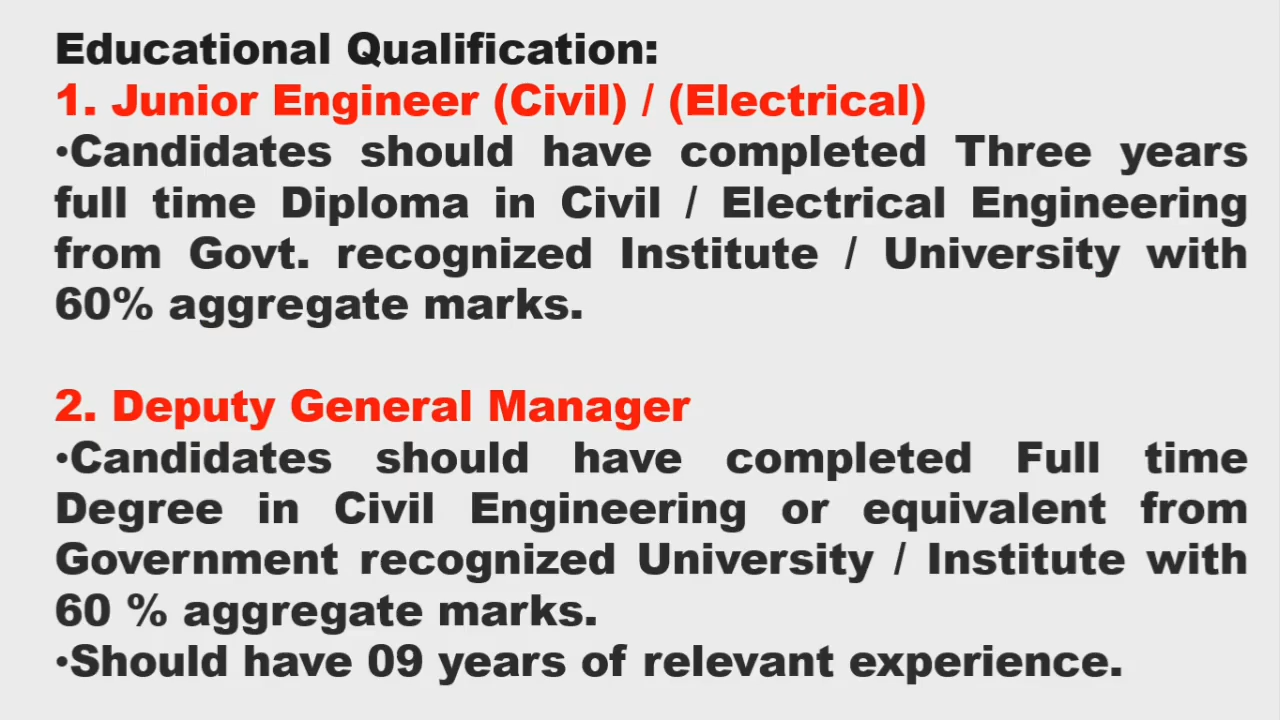 Educational Qualification:
1. Junior Engineer (Civil) / (Electrical)
•Candidates should have completed Three years
full time Diploma in Civil / Electrical Engineering
from Govt. recognized Institute / University with
60% aggregate marks.
2. Deputy General Manager
•Candidates should have completed Full time
Degree in Civil Engineering or equivalent from
Government recognized University / Institute with
60 % aggregate marks.
•Should have 09 years of relevant experience.